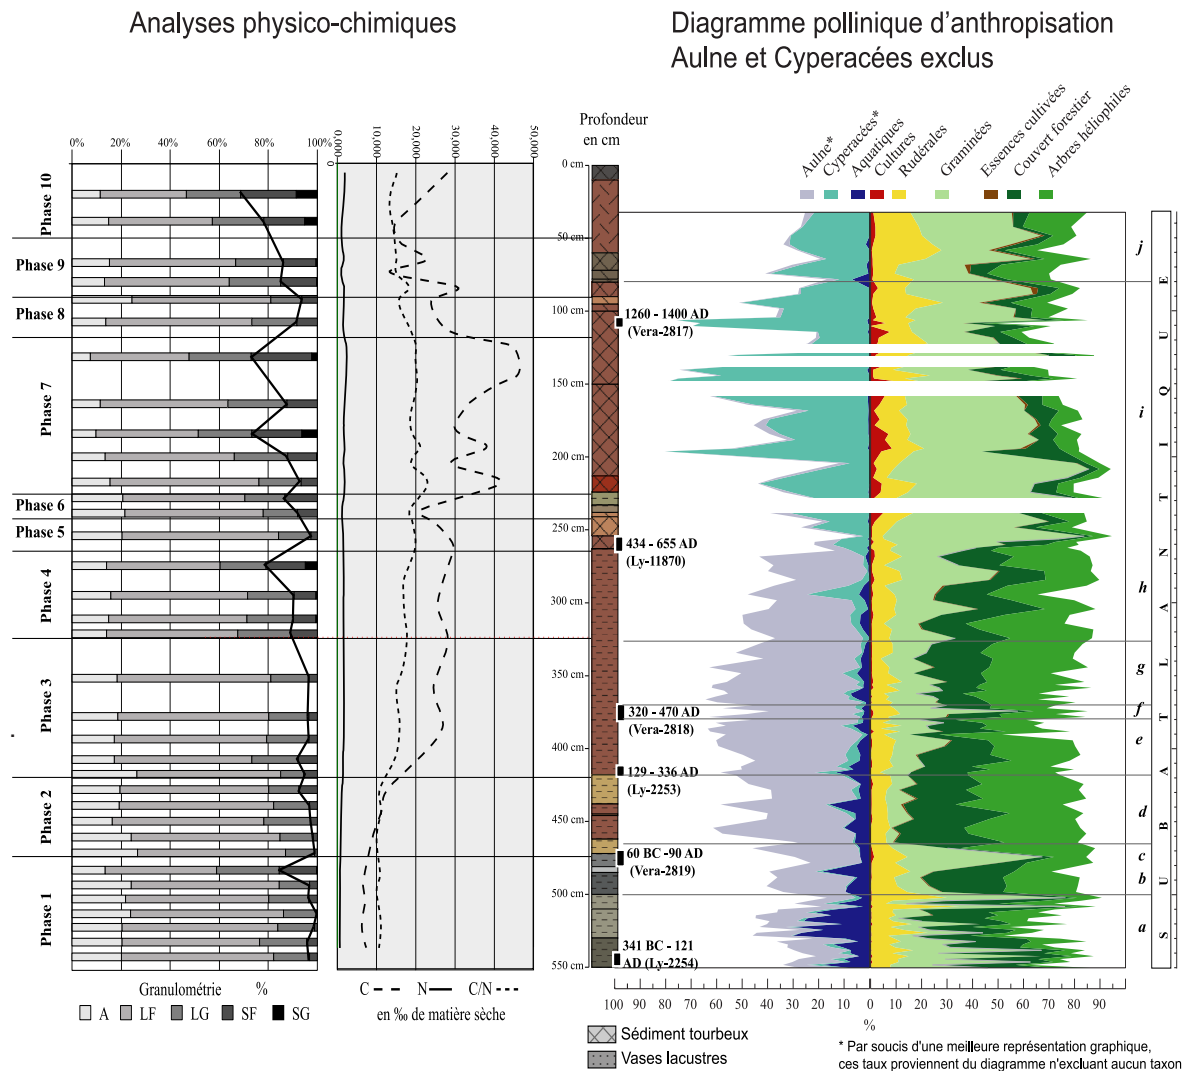 Analyses physico-chimiques
Diagramme pollinique d'anthropisation
Aulne et Cyperacées exclus
0% 20% 40% 60% 80% 100%
0,0000 10,0000 20,0000 30,0000 40,0000 50,0000
Profondeur
en cm
Aulne*
Cyperacées*
Aquatiques
Cultures
Rudérales
Graminées
Essences cultivées
Couvert forestier
Arbres héliophiles
Phase 10
Phase 9
Phase 8
Phase 7
Phase 6
Phase 5
Phase 4
Phase 3
Phase 2
Phase 1
0 cm
50 cm
100 cm
150 cm
200 cm
250 cm
300 cm
350 cm
400 cm
450 cm
500 cm
550 cm
1260 - 1400 AD
(Vera-2817)
434 - 655 AD
(Ly-11870)
320 - 470 AD
(Vera-2818)
129 - 336 AD
(Ly-2253)
60 BC -90 AD
(Vera-2819)
341 BC - 121
AD (Ly-2254)
j
i
h
g
f
e
d
c
b
a
SUBATLANTIQUE
100 90 80 70 60 50 40 30 20 10 0 10 20 30 40 50 60 70 80 90
%
Granulométrie %
A LF LG SF SG
C N C/N
en ‰ de matière sèche
Sédiment tourbeux
Vases lacustres
* Par soucis d'une meilleure représentation graphique,
ces taux proviennent du diagramme n'excluant aucun taxon